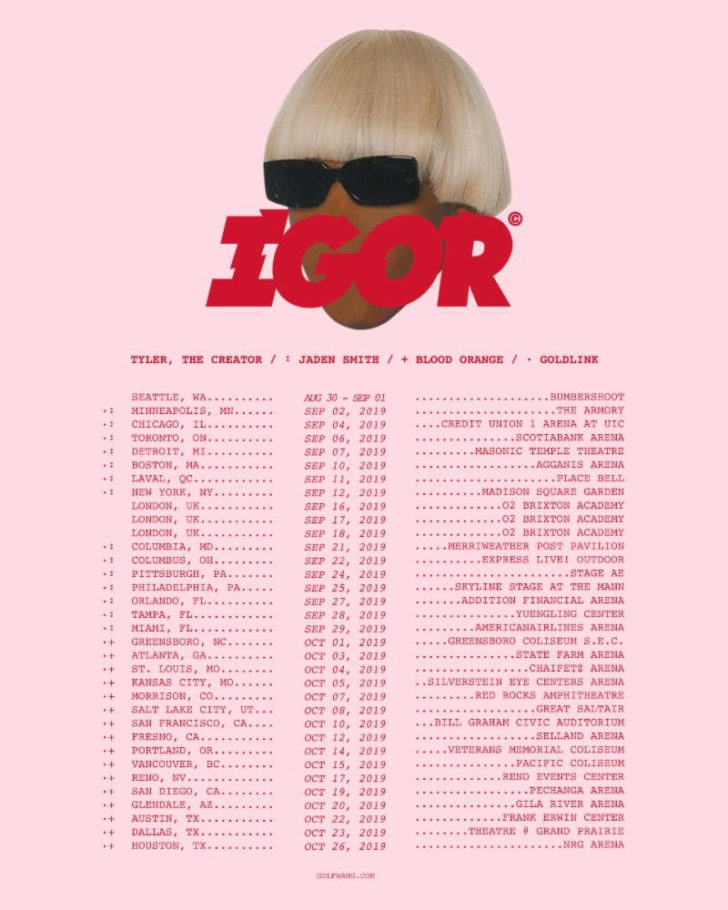 IGOR©
TYLER, THE CREATOR / : JADEN SMITH / + BLOOD ORANGE / · GOLDLINK
SEATTLE, WA.......... AUG 30 - SEP 01 ....................BUMBERSHOOT
·: MINNEAPOLIS, MN...... SEP 02, 2019 .....................THE ARMORY
·: CHICAGO, IL.......... SEP 04, 2019 ....CREDIT UNION 1 ARENA AT UIC
·: TORONTO, ON.......... SEP 06, 2019 ...............SCOTIABANK ARENA
·: DETROIT, MI.......... SEP 07, 2019 .........MASONIC TEMPLE THEATRE
·: BOSTON, MA........... SEP 10, 2019 ..................AGGANIS ARENA
·: LAVAL, QC............ SEP 11, 2019 .....................PLACE BELL
·: NEW YORK, NY......... SEP 12, 2019 ..........MADISON SQUARE GARDEN
LONDON, UK........... SEP 16, 2019 .............O2 BRIXTON ACADEMY
LONDON, UK........... SEP 17, 2019 .............O2 BRIXTON ACADEMY
LONDON, UK........... SEP 18, 2019 .............O2 BRIXTON ACADEMY
·: COLUMBIA, MD......... SEP 21, 2019 .....MERRIWEATHER POST PAVILION
·: COLUMBUS, OH......... SEP 22, 2019 ..........EXPRESS LIVE! OUTDOOR
·: PITTSBURGH, PA....... SEP 24, 2019 .......................STAGE AE
·: PHILADELPHIA, PA..... SEP 25, 2019 ......SKYLINE STAGE AT THE MANN
·: ORLANDO, FL.......... SEP 27, 2019 .......ADDITION FINANCIAL ARENA
·: TAMPA, FL............ SEP 28, 2019 ...............YUENGLING CENTER
·: MIAMI, FL............ SEP 29, 2019 .........AMERICANAIRLINES ARENA
·+ GREENSBORO, NC....... OCT 01, 2019 .....GREENSBORO COLISEUM S.E.C.
·+ ATLANTA, GA.......... OCT 03, 2019 ...............STATE FARM ARENA
·+ ST. LOUIS, MO........ OCT 04, 2019 .................CHAIFETZ ARENA
·+ KANSAS CITY, MO...... OCT 05, 2019 ..SILVERSTEIN EYE CENTERS ARENA
·+ MORRISON, CO......... OCT 07, 2019 .........RED ROCKS AMPHITHEATRE
·+ SALT LAKE CITY, UT... OCT 08, 2019 ..................GREAT SALTAIR
·+ SAN FRANCISCO, CA.... OCT 10, 2019 ...BILL GRAHAM CIVIC AUDITORIUM
·+ FRESNO, CA........... OCT 12, 2019 ..................SELLAND ARENA
·+ PORTLAND, OR......... OCT 14, 2019 .....VETERANS MEMORIAL COLISEUM
·+ VANCOUVER, BC........ OCT 15, 2019 ...............PACIFIC COLISEUM
·+ RENO, NV............. OCT 17, 2019 .............RENO EVENTS CENTER
·+ SAN DIEGO, CA........ OCT 19, 2019 .................PECHANGA ARENA
·+ GLENDALE, AZ......... OCT 20, 2019 ...............GILA RIVER ARENA
·+ AUSTIN, TX........... OCT 22, 2019 .............FRANK ERWIN CENTER
·+ DALLAS, TX........... OCT 23, 2019 ........THEATRE @ GRAND PRAIRIE
·+ HOUSTON, TX.......... OCT 26, 2019 ......................NRG ARENA
GOLFWANG.COM